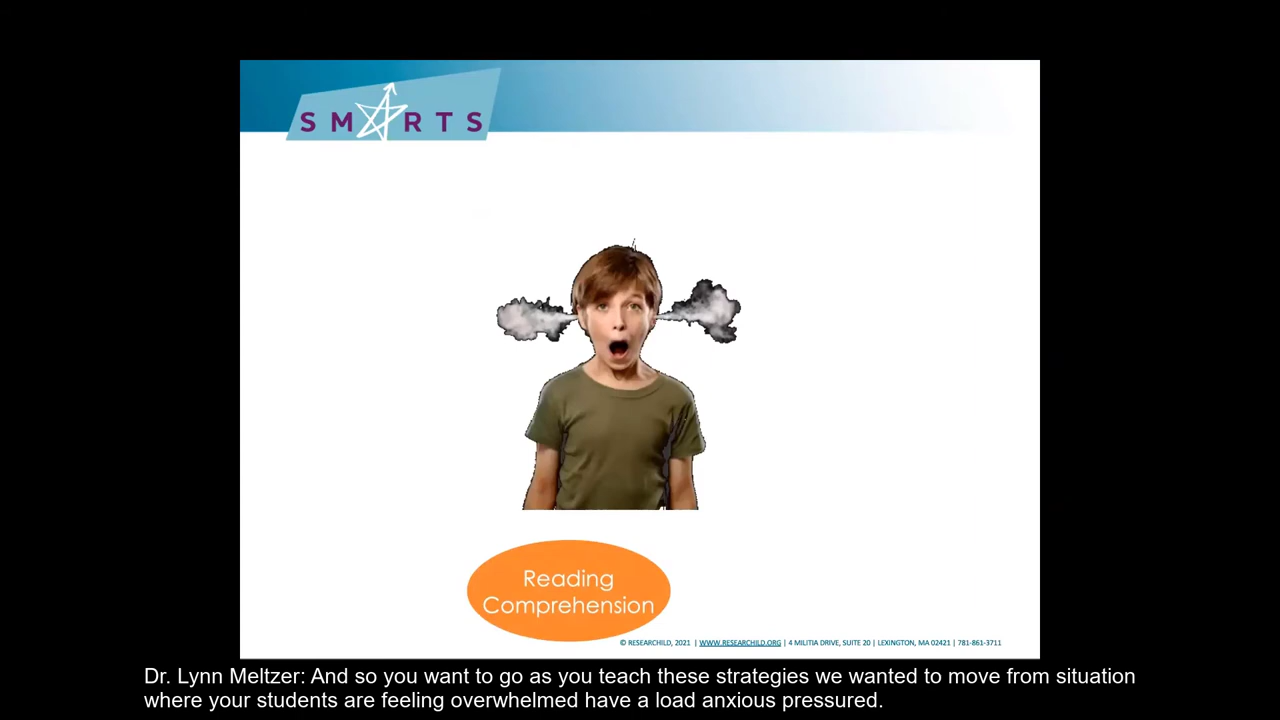 SMARTS
Reading
Comprehension
© RESEARCHILD, 2021 | WWW.RESEARCHILD.ORG | 4 MILITIA DRIVE, SUITE 20 | LEXINGTON, MA 02421 | 781-861-3711
Dr. Lynn Meltzer: And so you want to go as you teach these strategies we wanted to move from situation
where your students are feeling overwhelmed have a load anxious pressured.